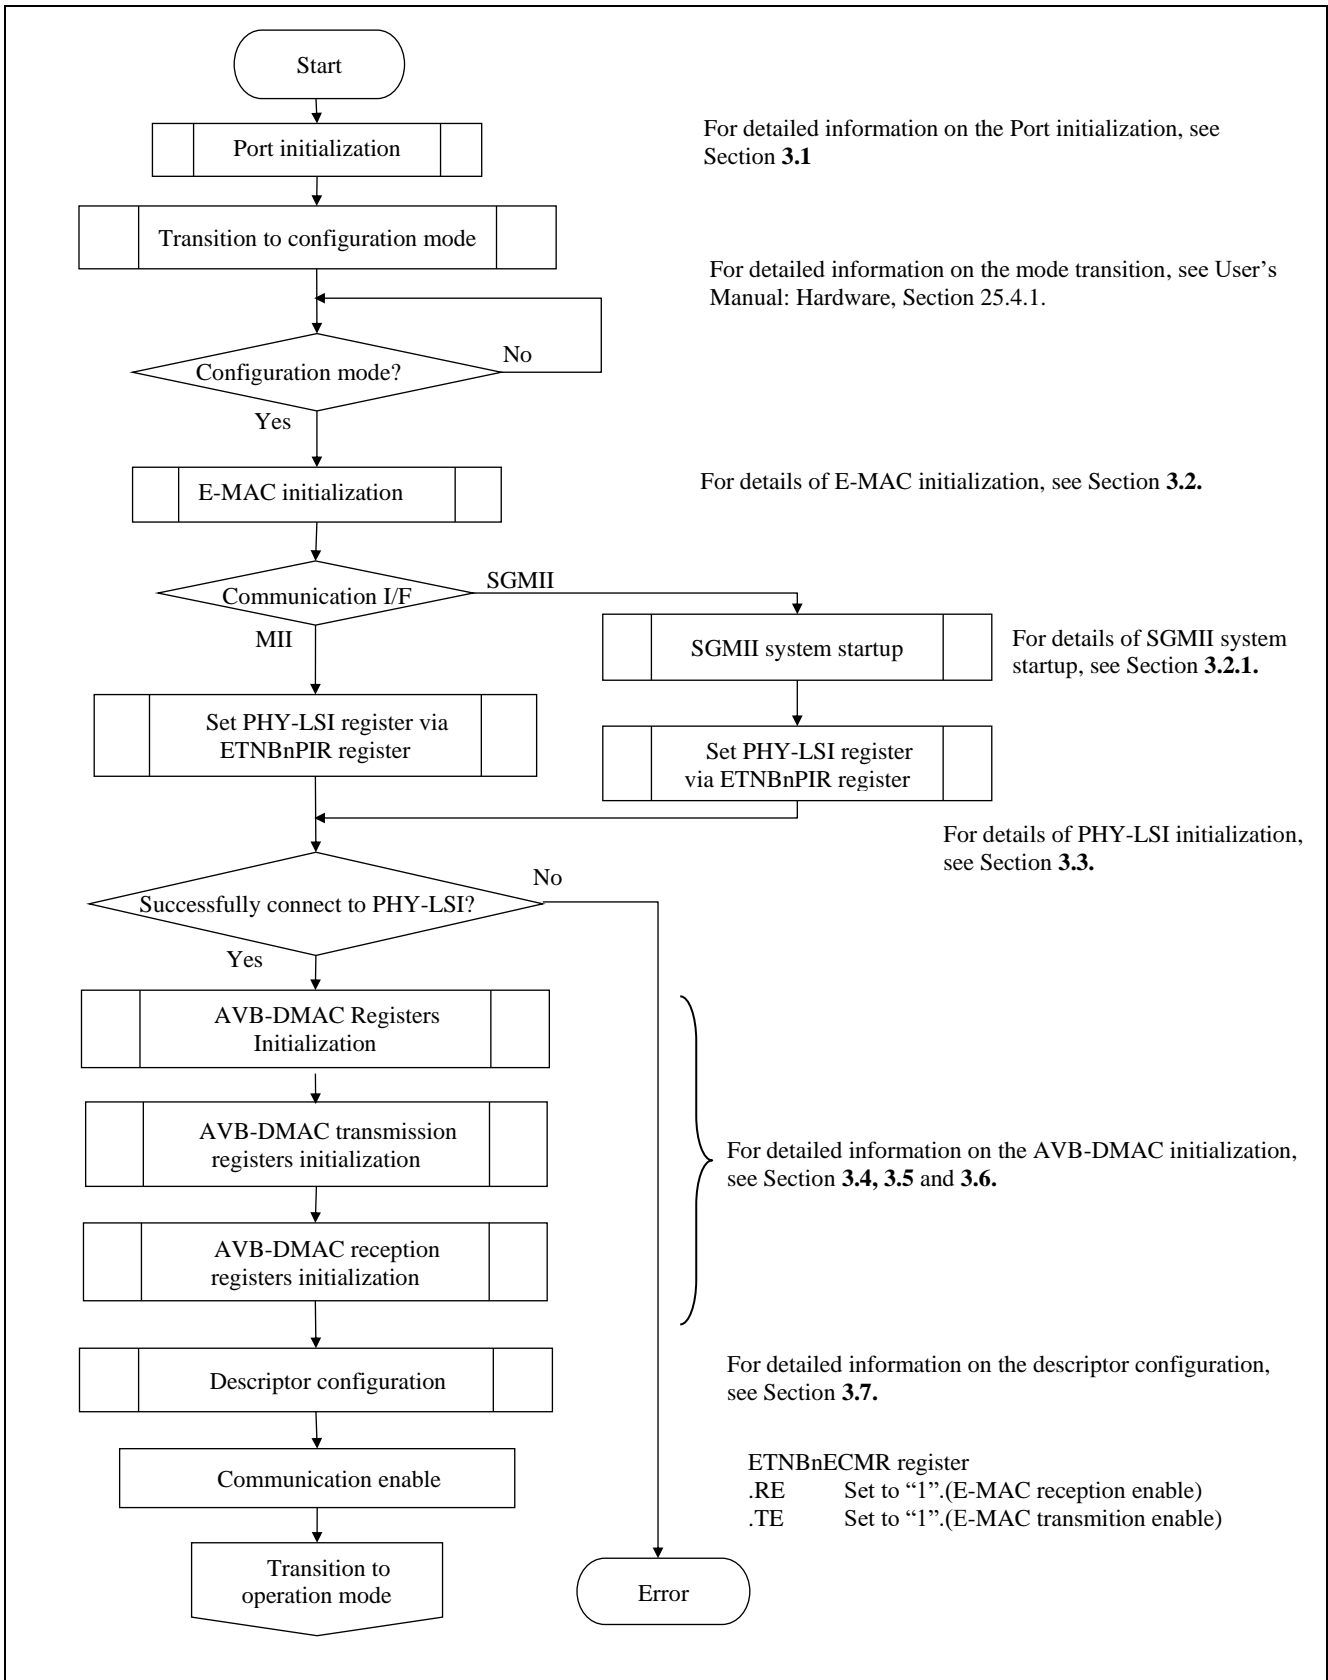 Start
Port initialization
For detailed information on the Port initialization, see
Section 3.1
Transition to configuration mode
For detailed information on the mode transition, see User’s
Manual: Hardware, Section 25.4.1.
Configuration mode?
No
Yes
E-MAC initialization
For details of E-MAC initialization, see Section 3.2.
Communication I/F
SGMII
MII
SGMII system startup
For details of SGMII system
startup, see Section 3.2.1.
Set PHY-LSI register via
ETNBnPIR register
Set PHY-LSI register
via ETNBnPIR register
For details of PHY-LSI initialization,
see Section 3.3.
Successfully connect to PHY-LSI?
No
Yes
AVB-DMAC Registers
Initialization
AVB-DMAC transmission
registers initialization
For detailed information on the AVB-DMAC initialization,
see Section 3.4, 3.5 and 3.6.
AVB-DMAC reception
registers initialization
Descriptor configuration
For detailed information on the descriptor configuration,
see Section 3.7.
Communication enable
ETNBnECMR register
.RE Set to “1”.(E-MAC reception enable)
.TE Set to “1”.(E-MAC transmition enable)
Transition to
operation mode
Error